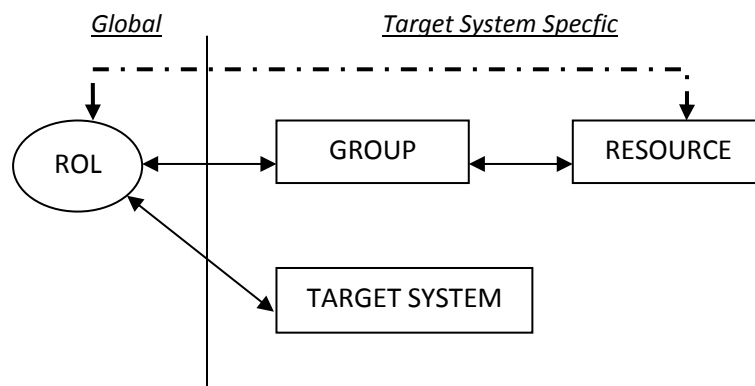 Global
Target System Specfic
ROL
GROUP
RESOURCE
TARGET SYSTEM